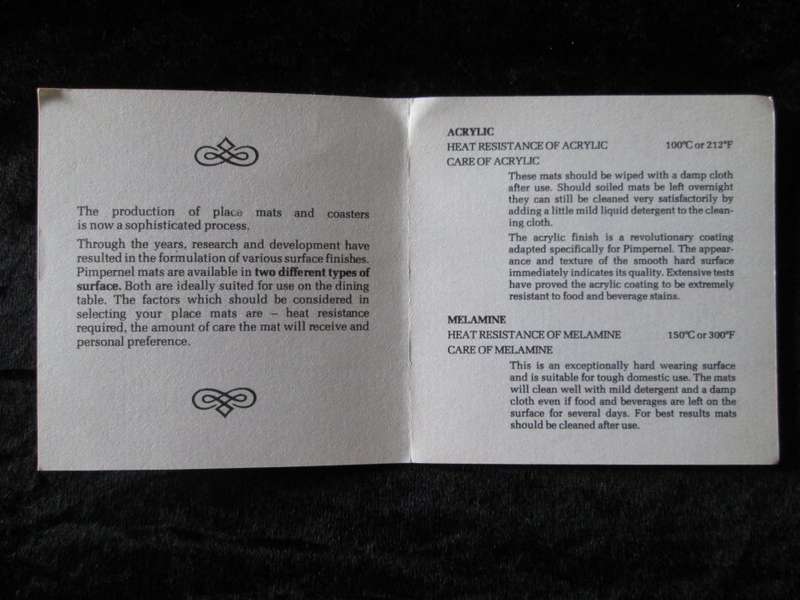 The production of place mats and coasters
is now a sophisticated process.
Through the years, research and development have
resulted in the formulation of various surface finishes.
Pimpernel mats are available in two different types of
surface. Both are ideally suited for use on the dining
table. The factors which should be considered in
selecting your place mats are – heat resistance
required, the amount of care the mat will receive and
personal preference.
ACRYLIC
HEAT RESISTANCE OF ACRYLIC 100°C or 212°F
CARE OF ACRYLIC
These mats should be wiped with a damp cloth
after use. Should soiled mats be left overnight
they can still be cleaned very satisfactorily by
adding a little mild liquid detergent to the clean-
ing cloth.
The acrylic finish is a revolutionary coating
adapted specifically for Pimpernel. The appear-
ance and texture of the smooth hard surface
immediately indicates its quality. Extensive tests
have proved the acrylic coating to be extremely
resistant to food and beverage stains.
MELAMINE
HEAT RESISTANCE OF MELAMINE 150°C or 300°F
CARE OF MELAMINE
This is an exceptionally hard wearing surface
and is suitable for tough domestic use. The mats
will clean well with mild detergent and a damp
cloth even if food and beverages are left on the
surface for several days. For best results mats
should be cleaned after use.